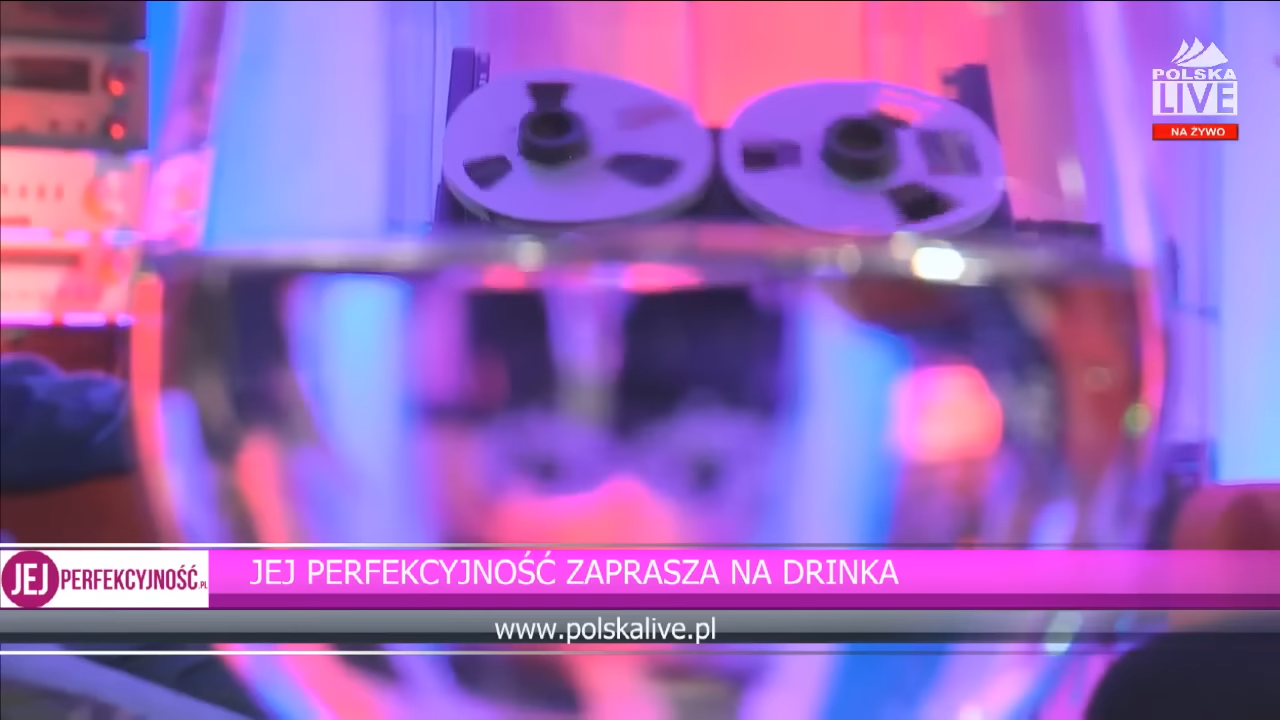 POLSKA
LIVE
NA ŻYWO
JEJ PERFEKCYJNOŚĆ.PL
JEJ PERFEKCYJNOŚĆ ZAPRASZA NA DRINKA
www.polskalive.pl